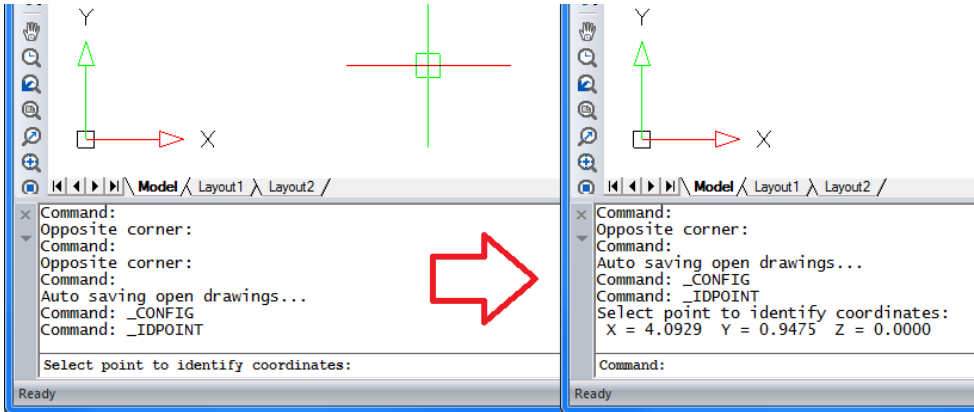 Y
X
Model Layout1 Layout2
Command:
Opposite corner:
Command:
Opposite corner:
Command:
Auto saving open drawings...
Command: _CONFIG
Command: _IDPOINT
Select point to identify coordinates:
Ready
Y
X
Model Layout1 Layout2
Command:
Opposite corner:
Command:
Auto saving open drawings...
Command: _CONFIG
Command: _IDPOINT
Select point to identify coordinates:
X = 4.0929 Y = 0.9475 Z = 0.0000
Command:
Ready